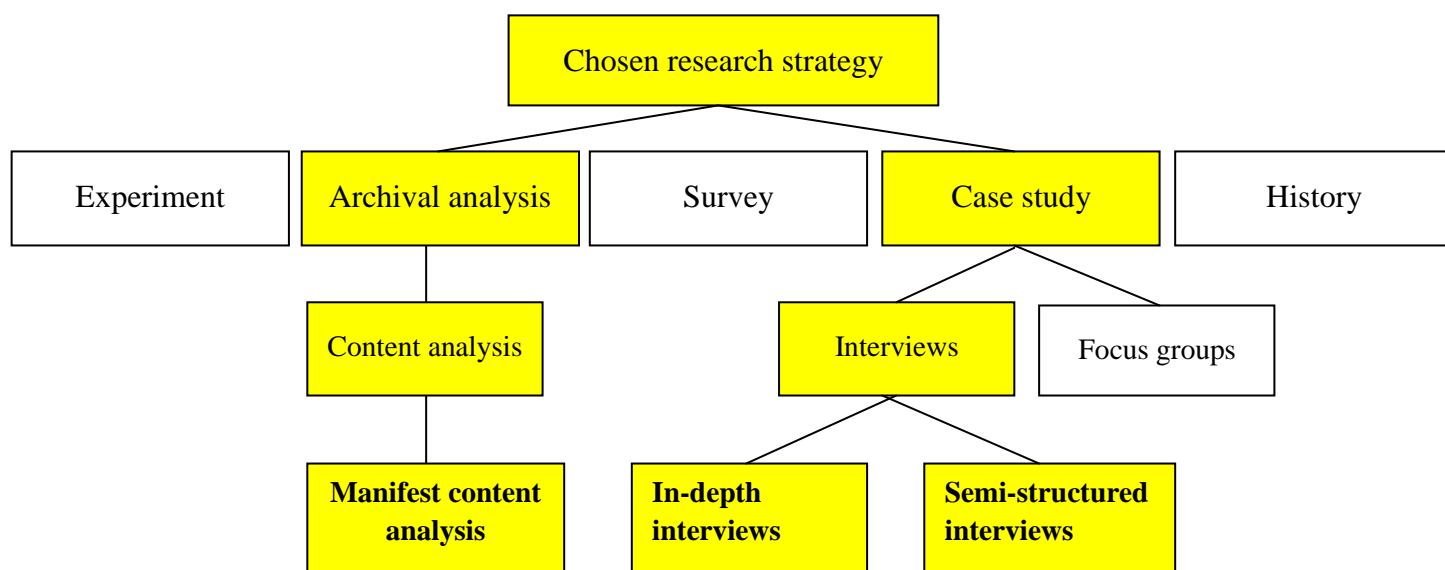 Chosen research strategy
Experiment
Archival analysis
Survey
Case study
History
Content analysis
Interviews
Focus groups
Manifest content
analysis
In-depth
interviews
Semi-structured
interviews